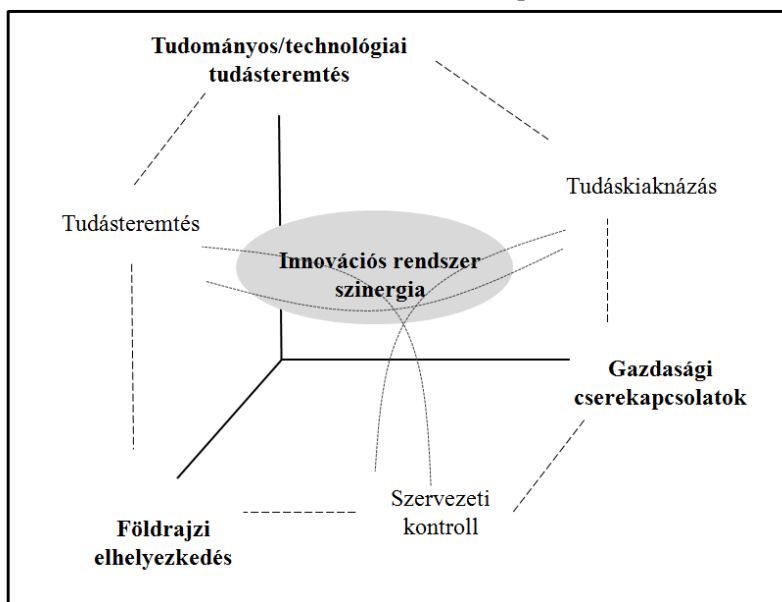 Tudományos/technológiai
tudásteremtés
Tudáskiaknázás
Tudásteremtés
Innovációs rendszer
szinergia
Gazdasági
cserekapcsolatok
Szervezeti
kontroll
Földrajzi
elhelyezkedés